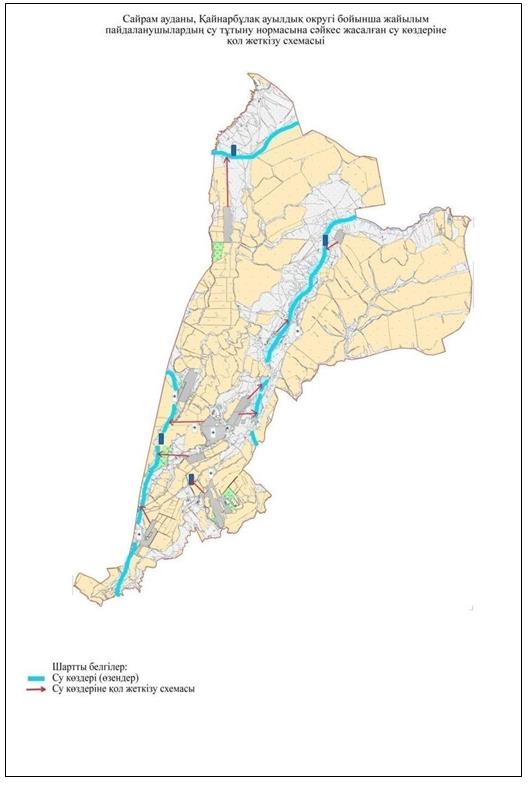 Сайрам ауданы, Қайнарбұлақ ауылдық округі бойынша жайылым
пайдаланушылардың су тұтыну нормасына сәйкес жасалған су көздеріне
қол жеткізу схемасыі
Шартты белгілер:
Су көздері (өзендер)
Су көздеріне қол жеткізу схемасы